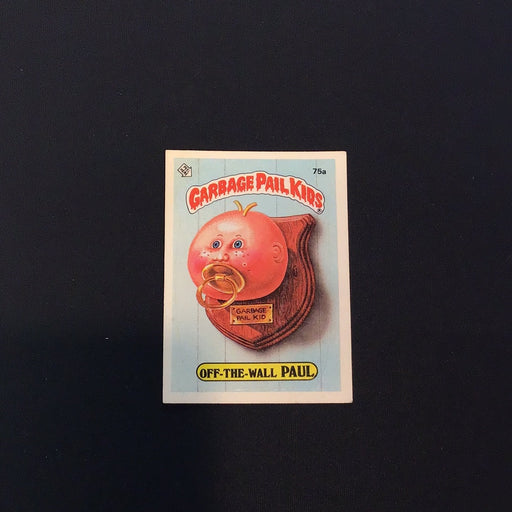 75a
GARBAGE PAIL KIDS
GARBAGE
PAIL KID
OFF-THE-WALL PAUL